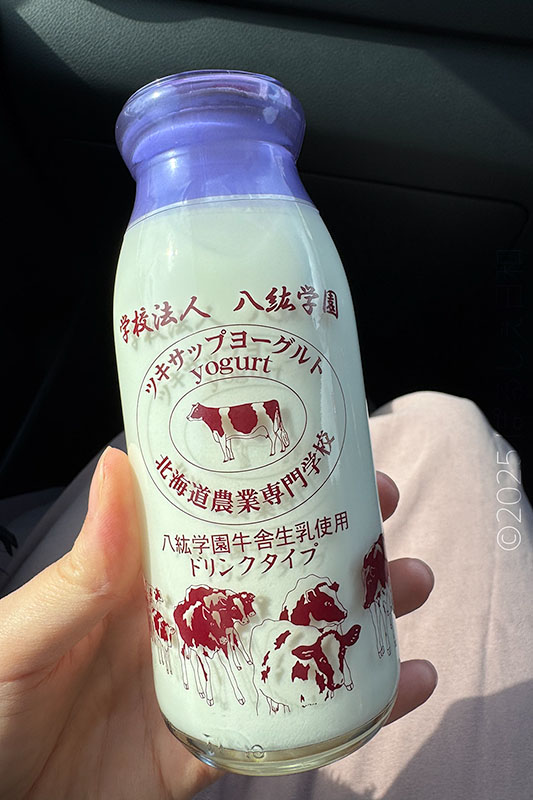 学校法人 八紘学園
ツキサップヨーグルト
yogurt
北海道農業専門学校
八紘学園牛舎生乳使用
ドリンクタイプ